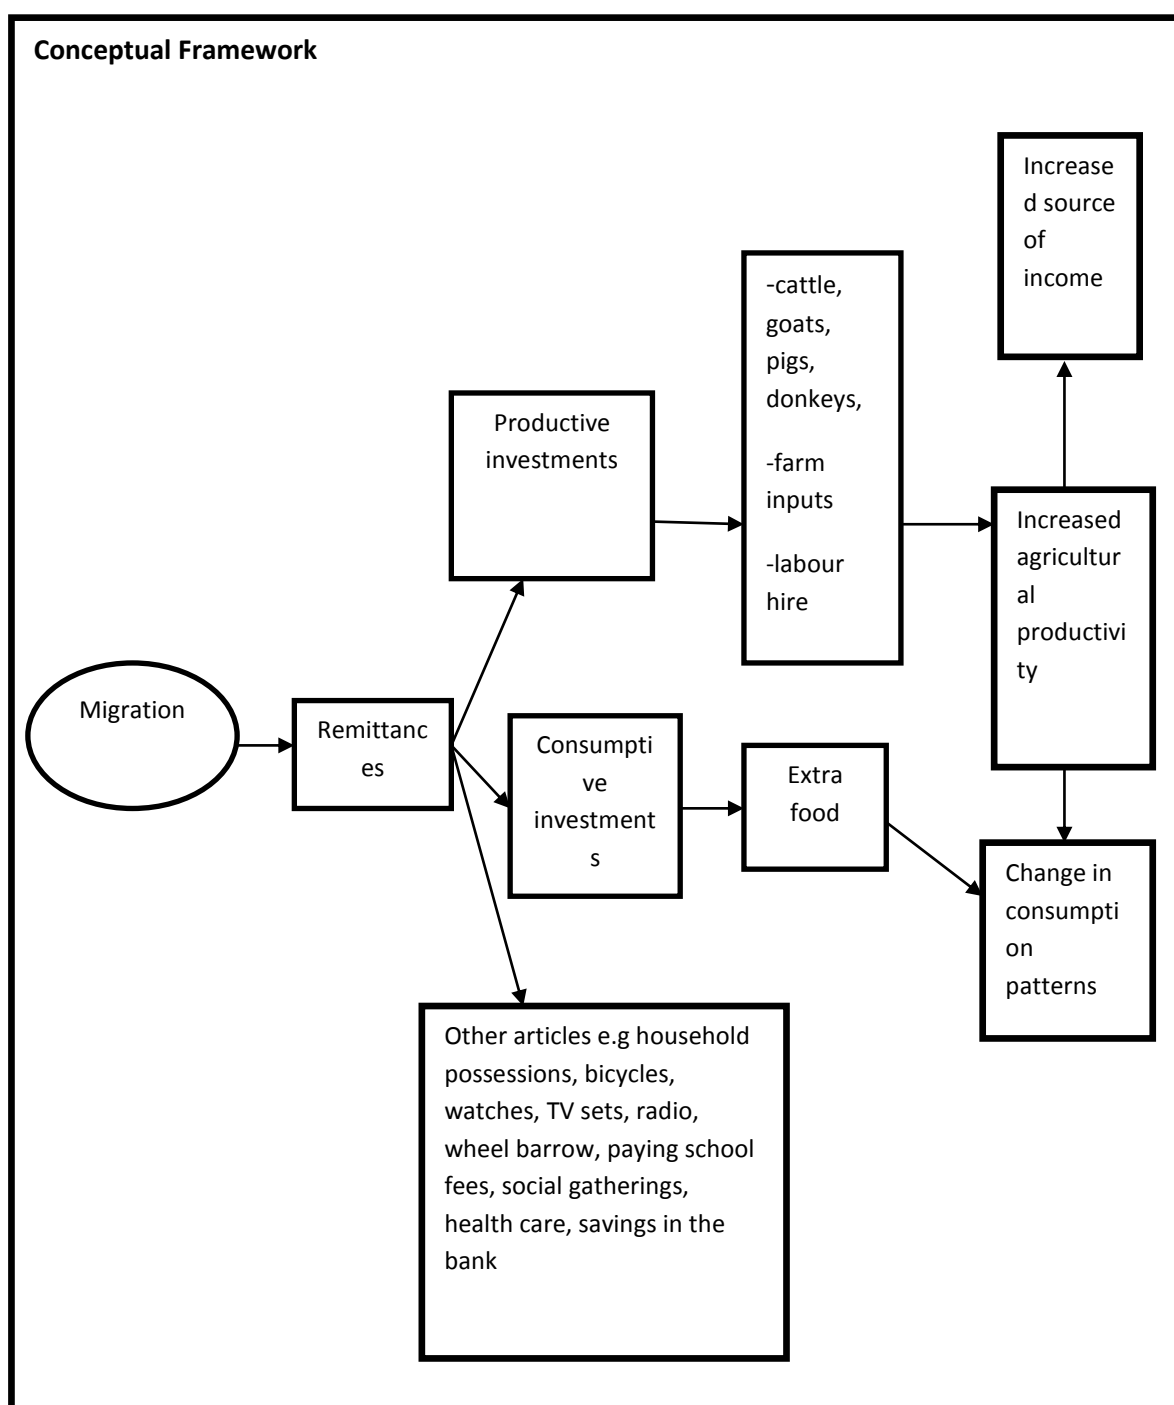 Conceptual Framework
Increase
d source
of
income
-cattle,
goats,
pigs,
donkeys,
-farm
inputs
-labour
hire
Productive
investments
Increased
agricultur
al
productivi
ty
Migration
Remittanc
es
Consumpti
ve
investment
s
Extra
food
Change in
consumpti
on
patterns
Other articles e.g household
possessions, bicycles,
watches, TV sets, radio,
wheel barrow, paying school
fees, social gatherings,
health care, savings in the
bank